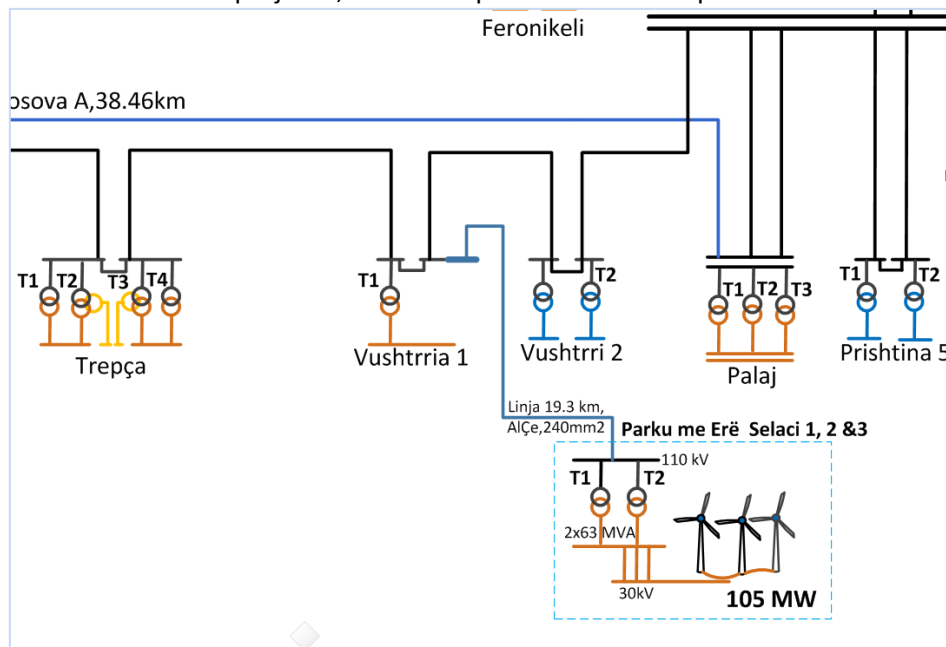 Feronikeli
osova A,38.46km
T1 T2 T3 T4
Trepça
T1
Vushtrria 1
T2
Vushtrri 2
T1 T2 T3
Palaj
T1 T2
Prishtina 5
Linja 19.3 km,
AlÇe,240mm2
Parku me Erë Selaci 1, 2 &3
110 kV
T1 T2
2x63 MVA
30kV
105 MW